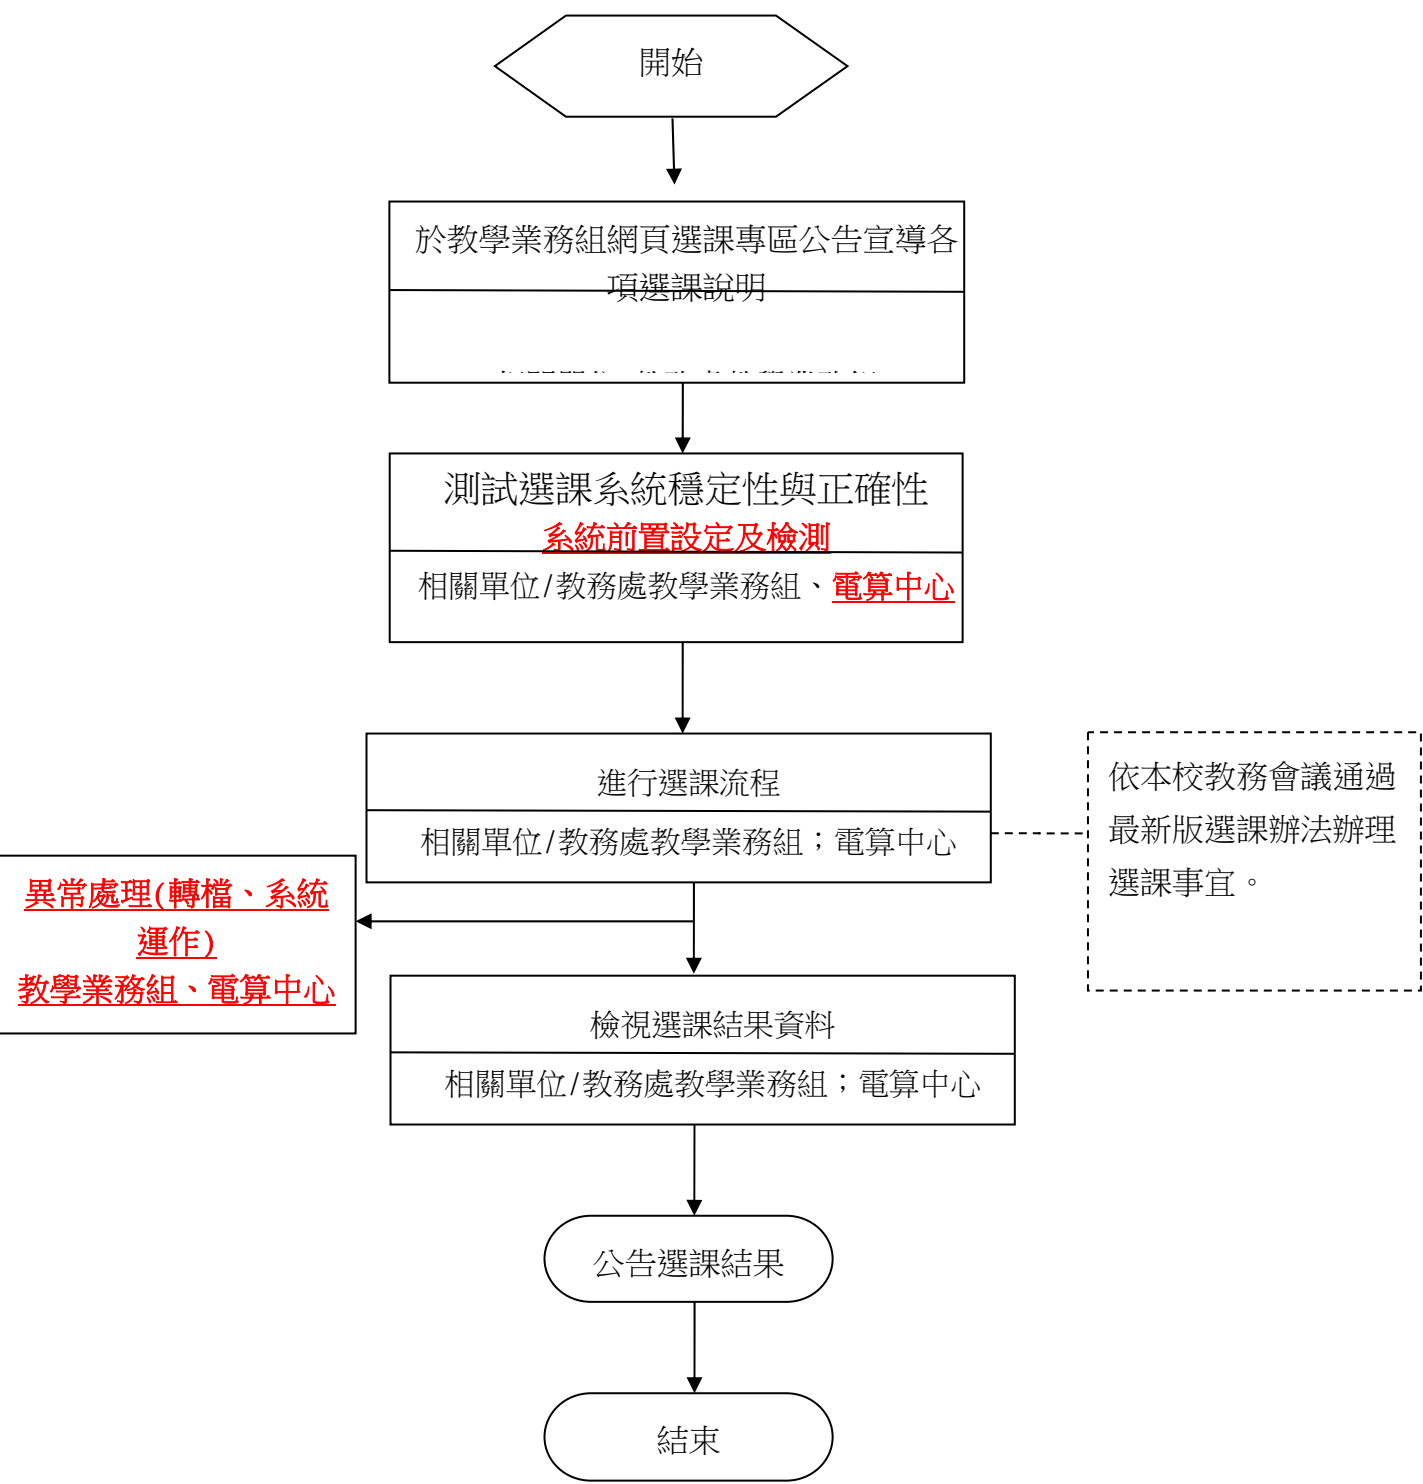 開始
於教學業務組網頁選課專區公告宣導各
項選課說明
測試選課系統穩定性與正確性
系統前置設定及檢測
相關單位/教務處教學業務組、電算中心
進行選課流程
相關單位/教務處教學業務組；電算中心
依本校教務會議通過
最新版選課辦法辦理
選課事宜。
異常處理(轉檔、系統
運作)
教學業務組、電算中心
檢視選課結果資料
相關單位/教務處教學業務組；電算中心
公告選課結果
結束